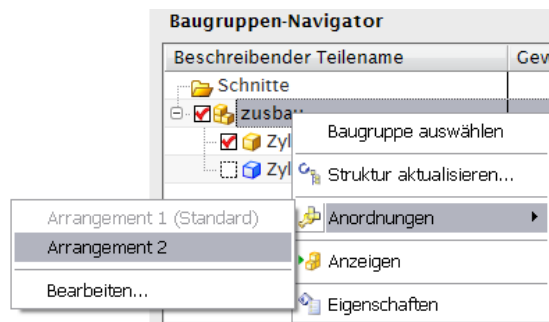 Baugruppen-Navigator
Beschreibender Teilename Gew
Schnitte
zusbau
Baugruppe auswählen
Zyl
Zyl
Struktur aktualisieren...
Arrangement 1 (Standard)
Anordnungen
Arrangement 2
Anzeigen
Bearbeiten...
Eigenschaften